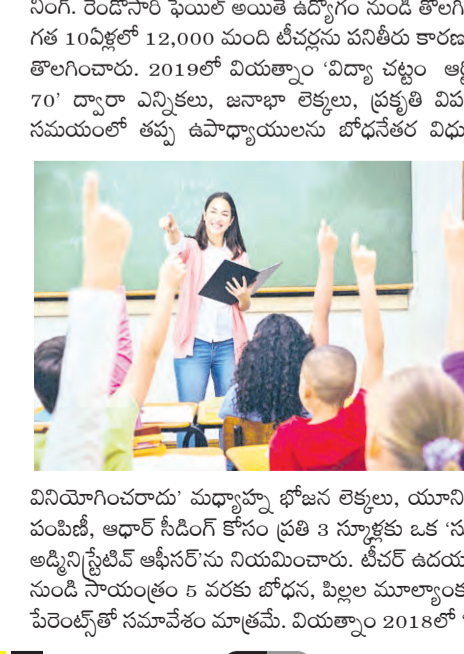 నింగ్. రెండోసారి ఫెయిల్ అయితే ఉద్యోగం నుండి తొలగి
గత 10ఏళ్లలో 12,000 మంది టీచర్లను పనితీరు కారణ
తొలగించారు. 2019లో వియత్నాం ‘విద్యా చట్టం
70’ ద్వారా ఎన్నికలు, జనాభా లెక్కలు, ప్రకృతి విప
సమయంలో తప్ప ఉపాధ్యాయులను బోధనేతర విధు
వినియోగించరాదు’ మధ్యాహ్న భోజన లెక్కలు, యూని
పంపిణీ, ఆధార్ సీడింగ్ కోసం ప్రతి 3 స్కూళ్లకు ఒక
అడ్మినిస్ట్రేటివ్ ఆఫీసర్’ను నియమించారు. టీచర్ ఉదయ
నుండి సాయంత్రం 5 వరకు బోధన, పిల్లల మూల్యాంక
పేరెంట్స్‌తో సమావేశం మాత్రమే. వియత్నాం 2018లో ‘